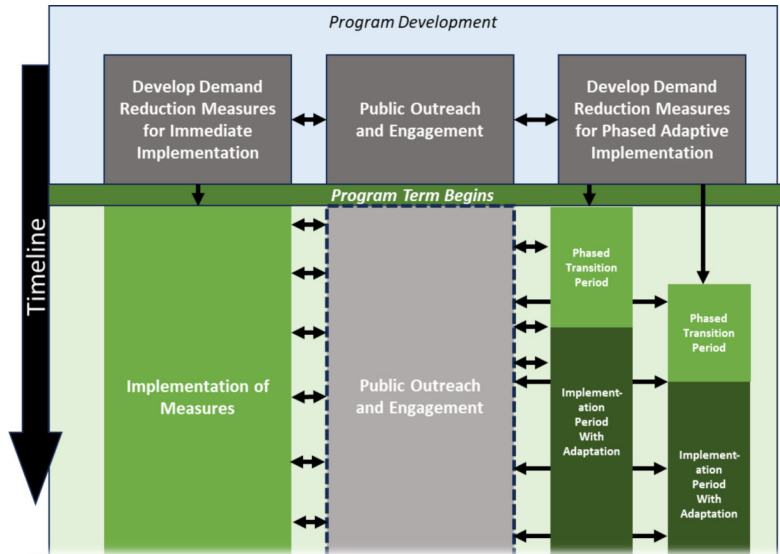 Program Development
Develop Demand
Reduction Measures
for Immediate
Implementation
Public Outreach
and Engagement
Develop Demand
Reduction Measures
for Phased Adaptive
Implementation
Program Term Begins
Timeline
Implementation of
Measures
Public Outreach
and Engagement
Phased
Transition
Period
Implement-
ation
Period
With
Adaptation
Phased
Transition
Period
Implement-
ation
Period
With
Adaptation